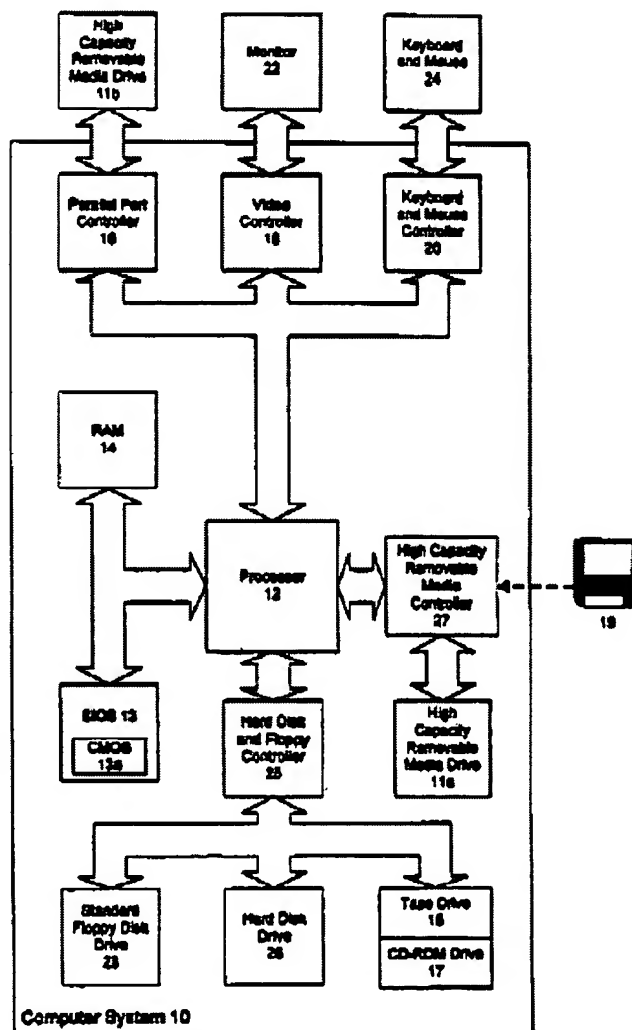 High
Capacity
Removable
Media Drive
11b
Monitor
22
Keyboard
and Mouse
24
Parallel Port
Controller
Video
Controller
18
Keyboard
and Mouse
Controller
20
RAM
14
Processor
12
High Capacity
Removable
Media
Controller
27
19
BIOS 13
CMOS
13a
Hard Disk
and Floppy
Controller
25
High
Capacity
Removable
Media Drive
11a
Standard
Floppy Disk
Drive
23
Hard Disk
Drive
26
Tape Drive
CD-ROM Drive
17
Computer System 10